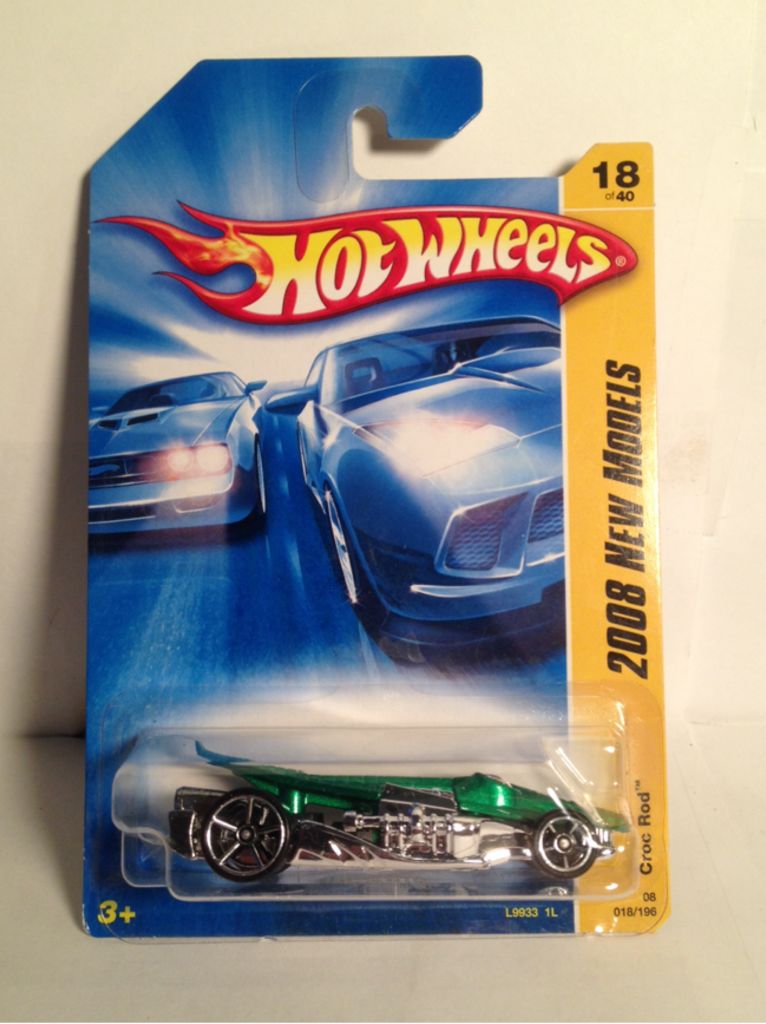 18
of 40
HOT WHEELS®
2008 NEW MODELS
Croc Rod™
08
018/196
L9933 1L
3+